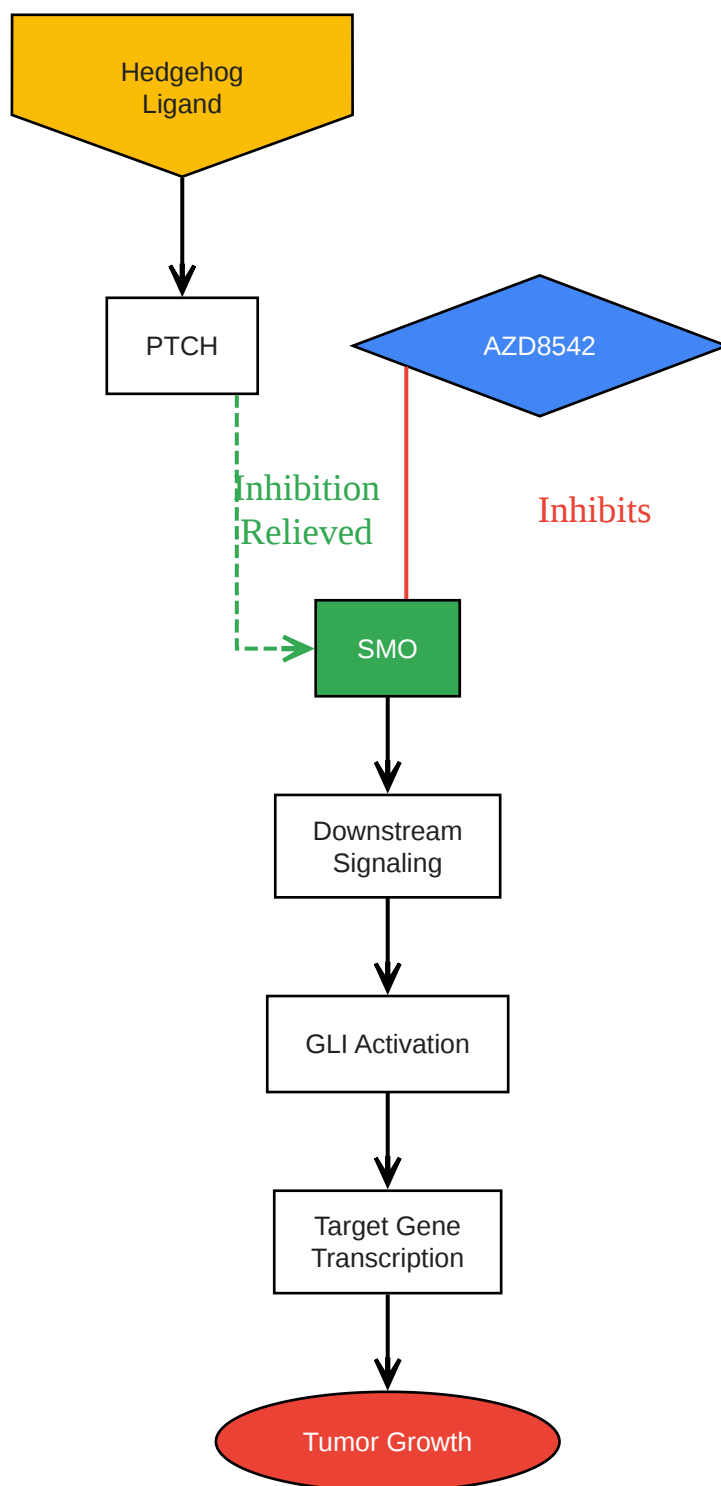 Hedgehog
Ligand
PTCH
AZD8542
Inhibition
Relieved
Inhibits
SMO
Downstream
Signaling
GLI Activation
Target Gene
Transcription
Tumor Growth